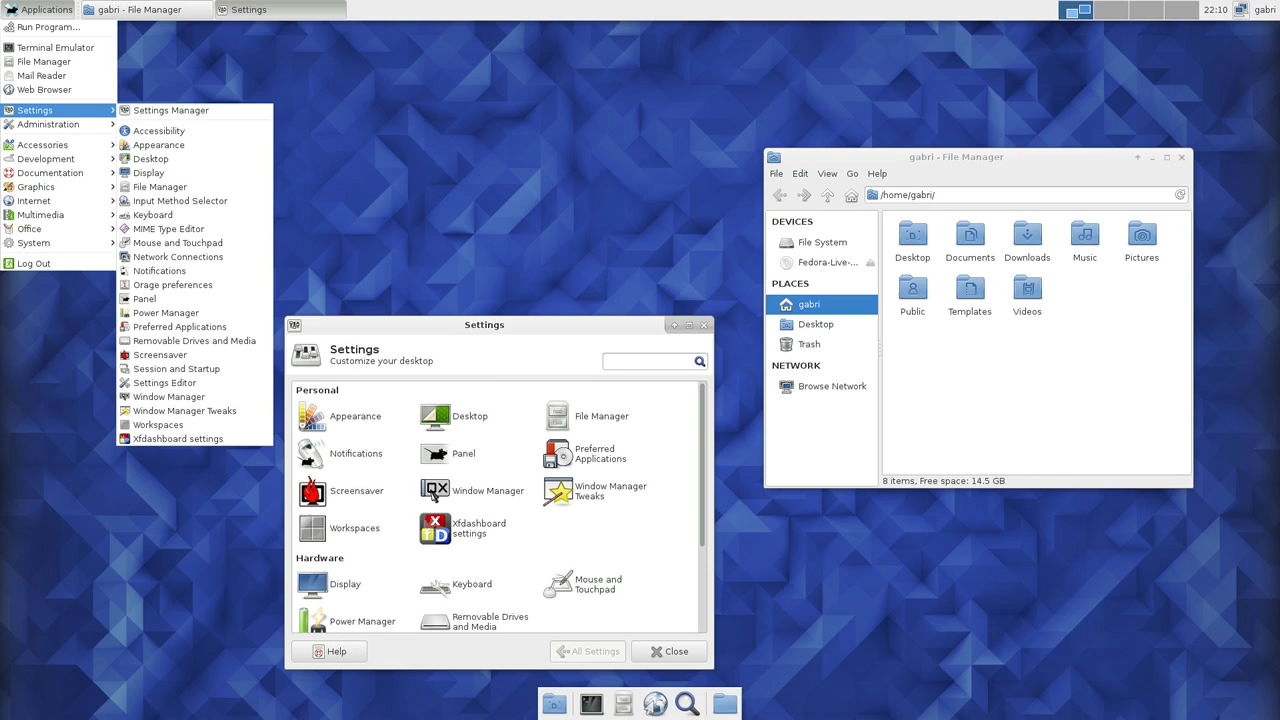 Applications
gabri - File Manager
Settings
22:10
gabri
Run Program...
Terminal Emulator
File Manager
Mail Reader
Web Browser
Settings
Administration
Accessories
Development
Documentation
Graphics
Internet
Multimedia
Office
System
Log Out
Settings Manager
Accessibility
Appearance
Desktop
Display
File Manager
Input Method Selector
Keyboard
MIME Type Editor
Mouse and Touchpad
Network Connections
Notifications
Orage preferences
Panel
Power Manager
Preferred Applications
Removable Drives and Media
Screensaver
Session and Startup
Settings Editor
Window Manager
Window Manager Tweaks
Workspaces
Xfdashboard settings
Settings
Settings
Customize your desktop
Personal
Appearance
Desktop
File Manager
Notifications
Panel
Preferred
Applications
Screensaver
Window Manager
Window Manager
Tweaks
Workspaces
Xfdashboard
settings
Hardware
Display
Keyboard
Mouse and
Touchpad
Power Manager
Removable Drives
and Media
Help
All Settings
Close
gabri - File Manager
File Edit View Go Help
/home/gabri/
DEVICES
File System
Fedora-Live-...
PLACES
gabri
Desktop
Trash
NETWORK
Browse Network
Desktop
Documents
Downloads
Music
Pictures
Public
Templates
Videos
8 items, Free space: 14.5 GB